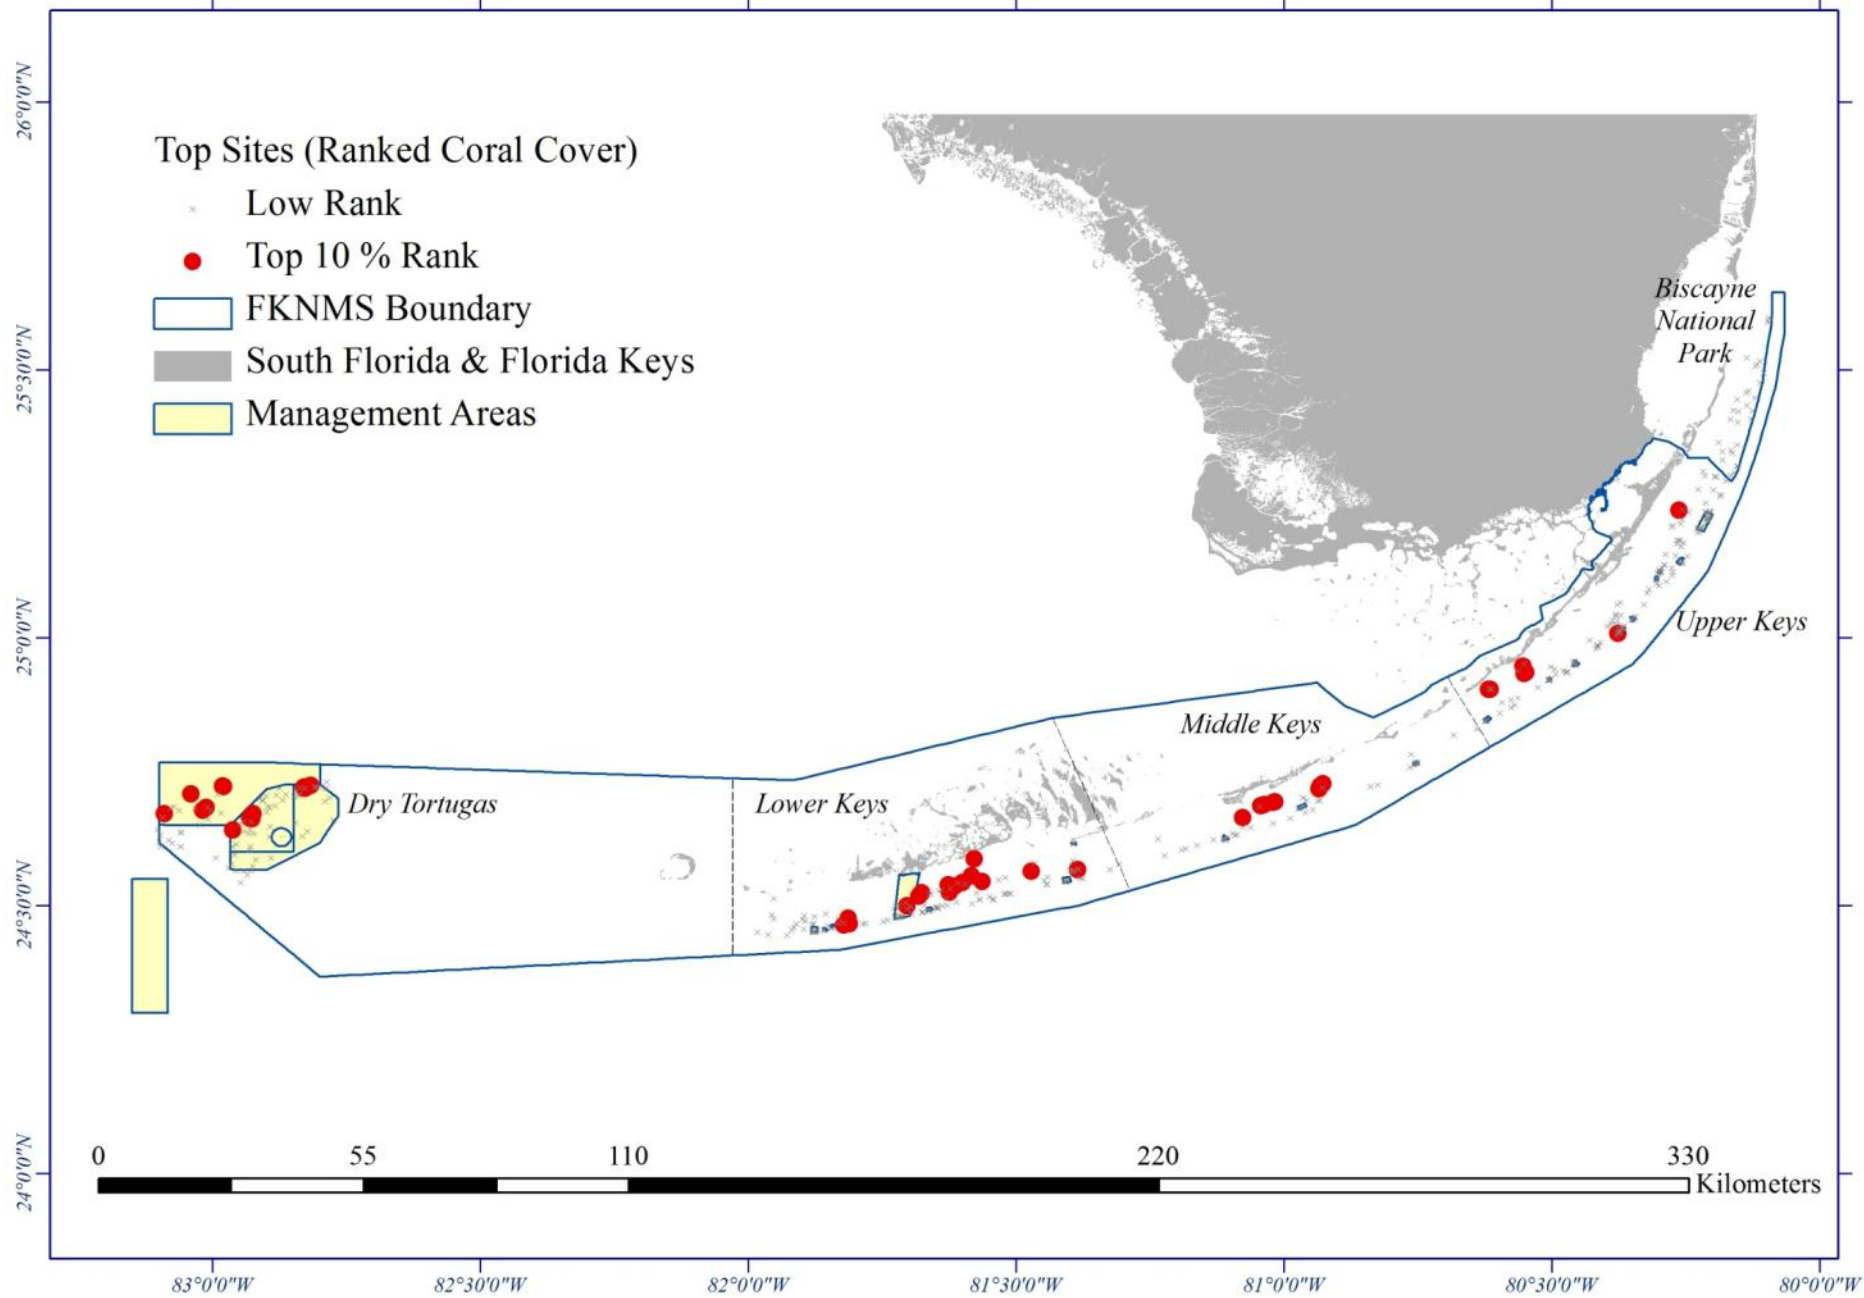 26°0'0"N
25°30'0"N
25°0'0"N
24°30'0"N
24°0'0"N
Top Sites (Ranked Coral Cover)
Low Rank
Top 10 % Rank
FKNMS Boundary
South Florida & Florida Keys
Management Areas
Biscayne
National
Park
Upper Keys
Middle Keys
Lower Keys
Dry Tortugas
0 55 110 220 330
Kilometers
83°0'0"W 82°30'0"W 82°0'0"W 81°30'0"W 81°0'0"W 80°30'0"W 80°0'0"W